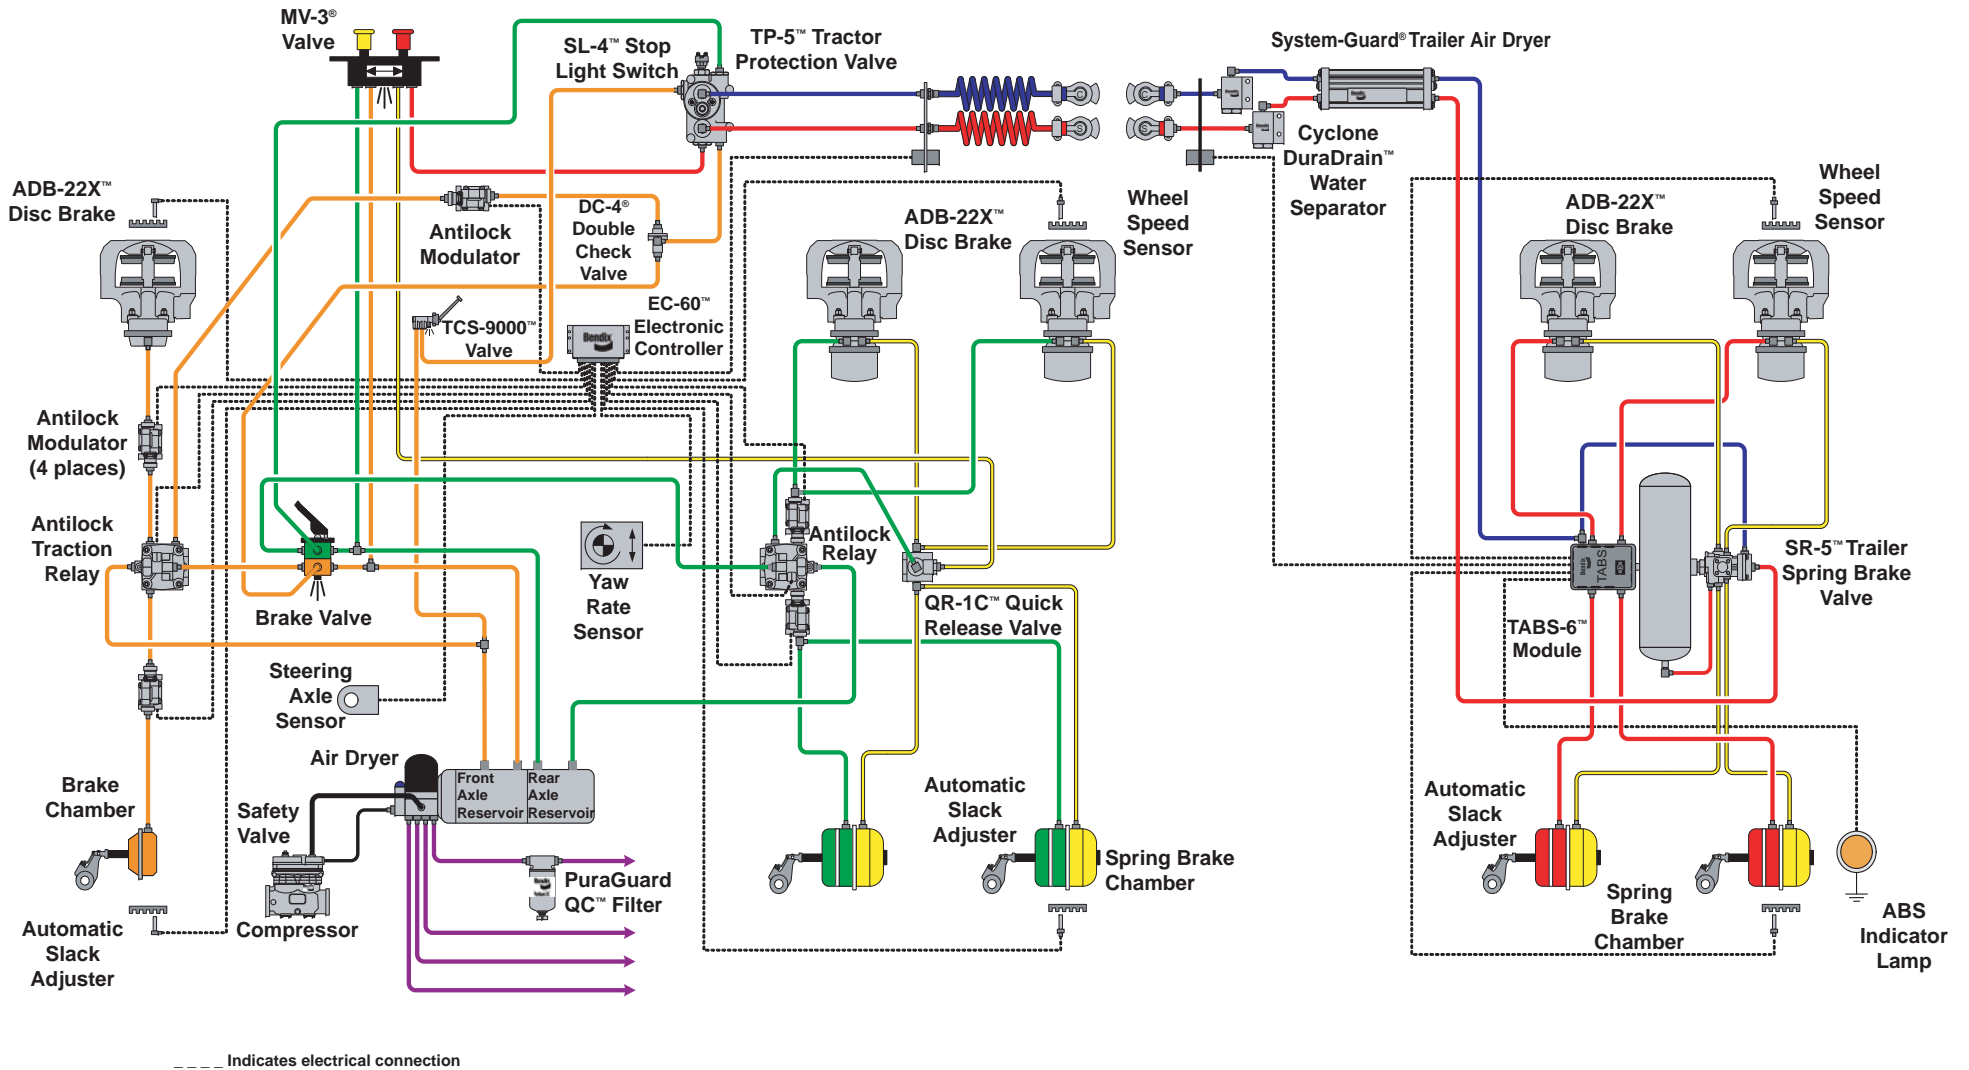 MV-3®
Valve
SL-4™ Stop
Light Switch
TP-5™ Tractor
Protection Valve
System-Guard® Trailer Air Dryer
C
C
S
S
Bendix
Bendix
Bendix
Cyclone
DuraDrain™
Water
Separator
ADB-22X™
Disc Brake
Antilock
Modulator
DC-4®
Double
Check
Valve
ADB-22X™
Disc Brake
Wheel
Speed
Sensor
ADB-22X™
Disc Brake
Wheel
Speed
Sensor
TCS-9000™
Valve
EC-60™
Electronic
Controller
Bendix
Antilock
Modulator
(4 places)
Antilock
Traction
Relay
Brake Valve
Yaw
Rate
Sensor
Antilock
Relay
QR-1C™ Quick
Release Valve
Bendix
TABS
TABS-6™
Module
SR-5™ Trailer
Spring Brake
Valve
Steering
Axle
Sensor
Air Dryer
Front
Axle
Reservoir
Rear
Axle
Reservoir
Brake
Chamber
Safety
Valve
Compressor
Bendix
PuraGuard
QC™ Filter
Automatic
Slack
Adjuster
Automatic
Slack
Adjuster
Spring Brake
Chamber
Automatic
Slack
Adjuster
Spring
Brake
Chamber
ABS
Indicator
Lamp
_ _ _ _ Indicates electrical connection